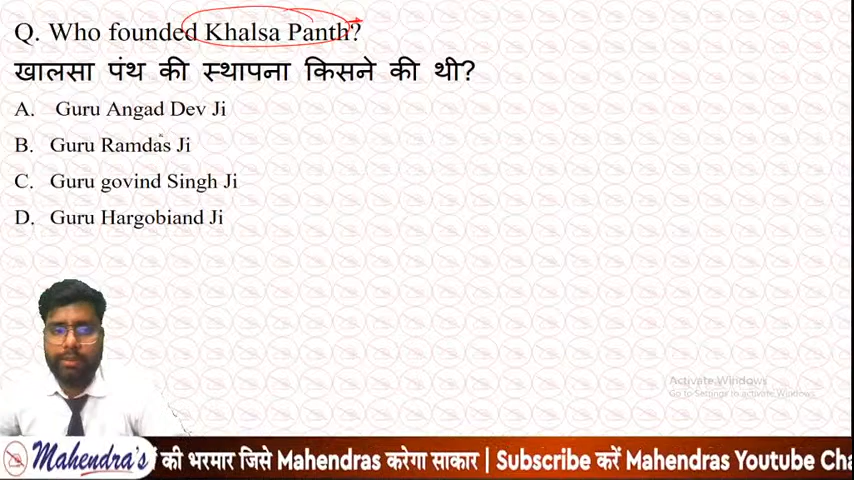 Q. Who founded Khalsa Panth?
खालसा पंथ की स्थापना किसने की थी?
A. Guru Angad Dev Ji
B. Guru Ramdas Ji
C. Guru govind Singh Ji
D. Guru Hargobiand Ji
Activate Windows
Go to Settings to activate Windows.
Mahendra's की भरमार जिसे Mahendras करेगा साकार | Subscribe करें Mahendras Youtube Cha